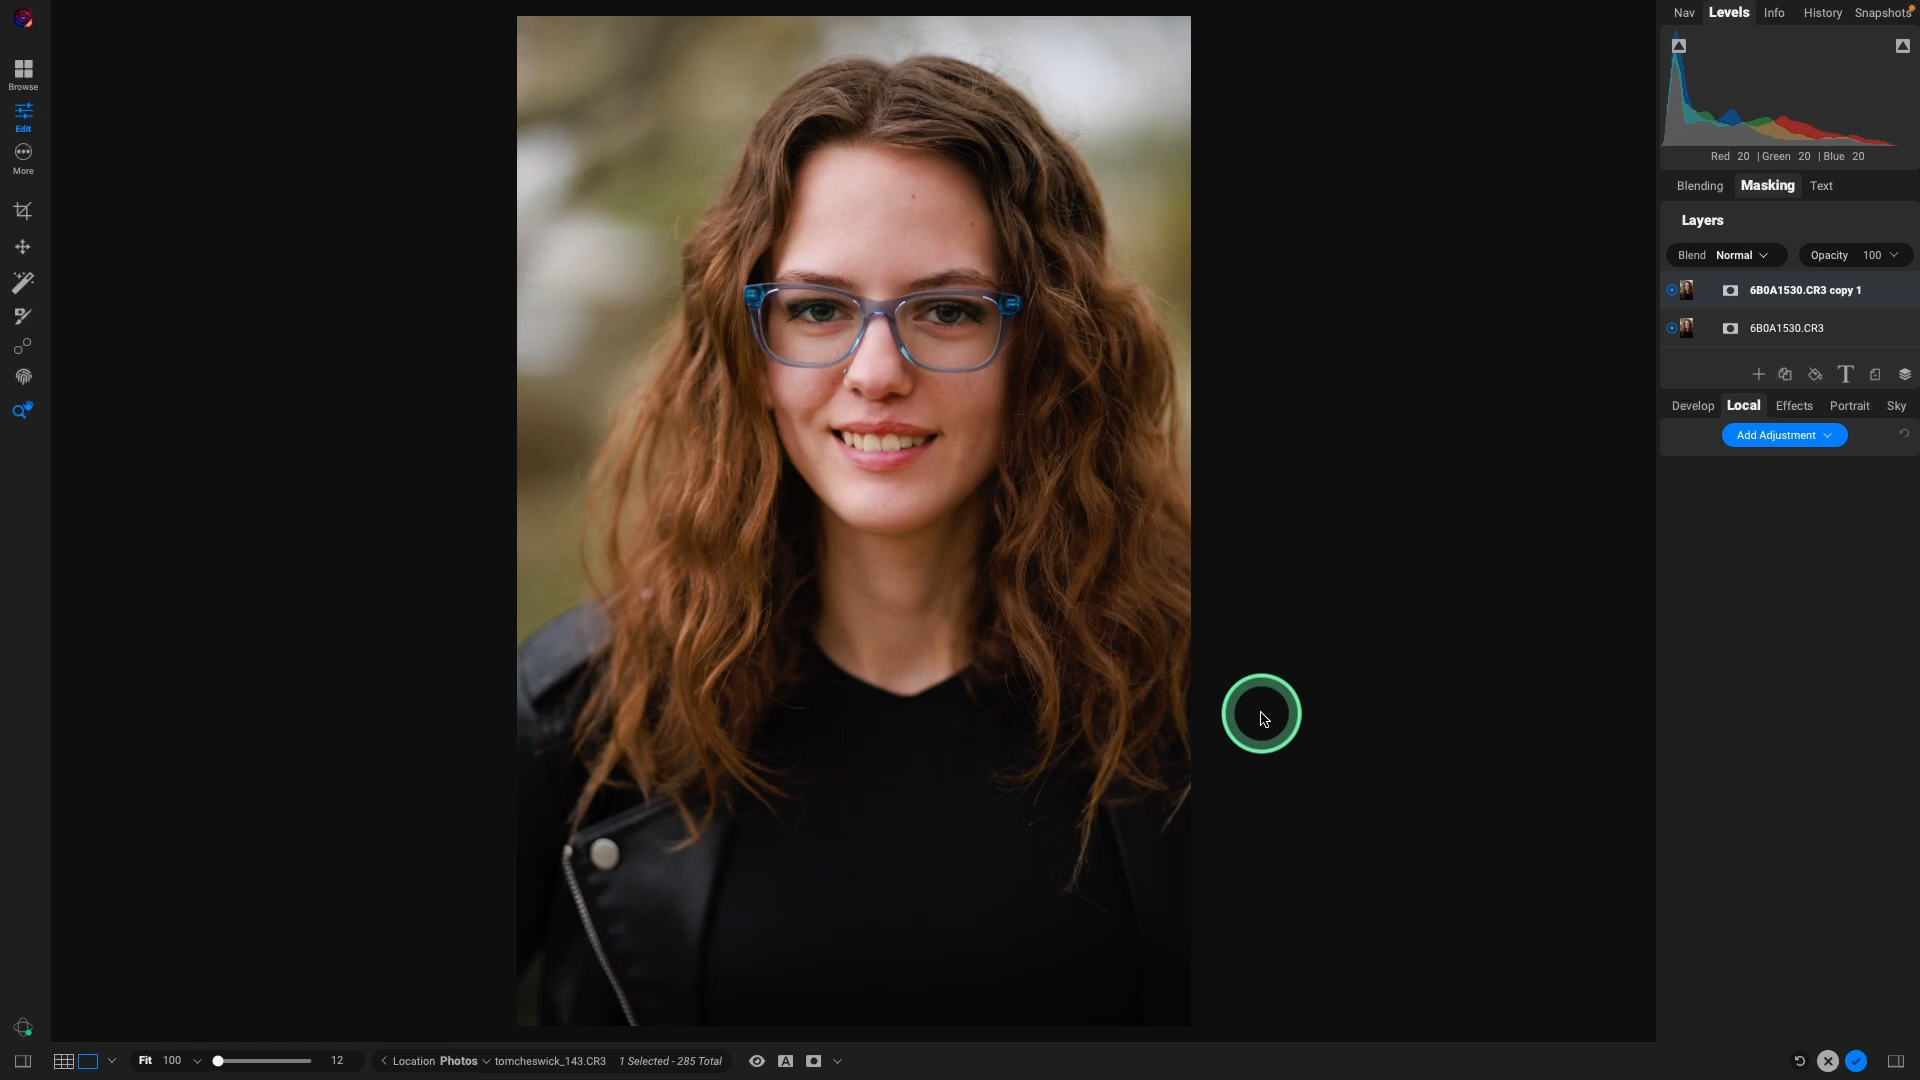 Nav Levels Info History Snapshots
Red 20 | Green 20 | Blue 20
Blending Masking Text
Layers
Blend Normal Opacity 100
6B0A1530.CR3 copy 1
6B0A1530.CR3
T
Develop Local Effects Portrait Sky
Add Adjustment
Browse
Edit
More
Fit 100 12 Location Photos tomcheswick_143.CR3 1 Selected - 285 Total A